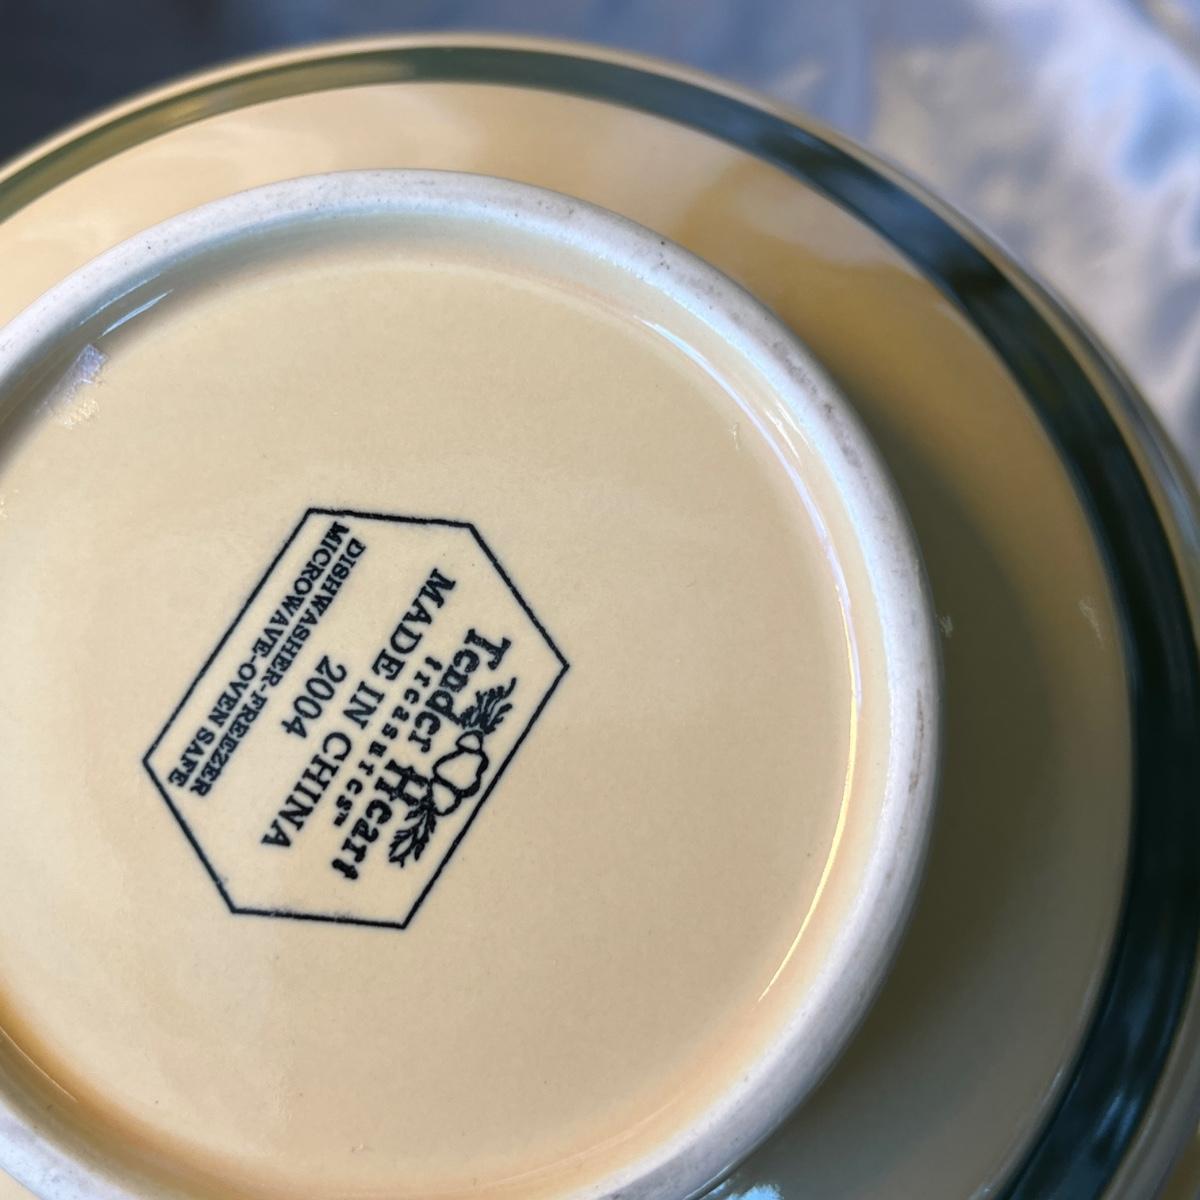 Tender Heart
treasures™
MADE IN CHINA
2004
DISHWASHER-FREEZER
MICROWAVE-OVEN SAFE